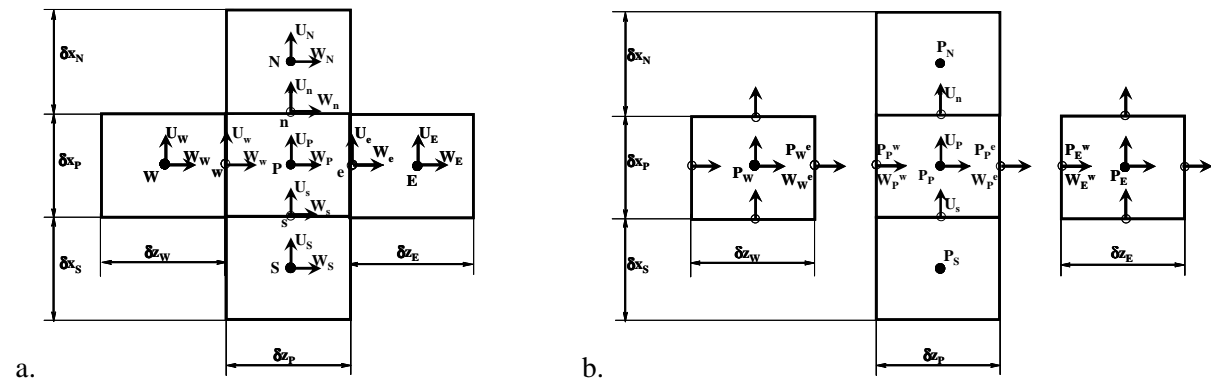 δx_N
U_N
N W_N
U_n
W_n
n
δx_P
U_W
U_w
U_P
U_e
U_E
W_W
W_w
P W_P
W_e
W_E
W
w
e
E
U_s
W_s
s
δx_S
δz_W
U_S
S W_S
δz_E
δz_P
a.
δx_N
P_N
U_n
δx_P
P_W^e
U_P
P_P^w
P_P^e
P_E^w
P_W
W_W^e
W_P^w
P_P
W_P^e
W_E^w
P_E
U_s
δx_S
δz_W
P_S
δz_E
δz_P
b.